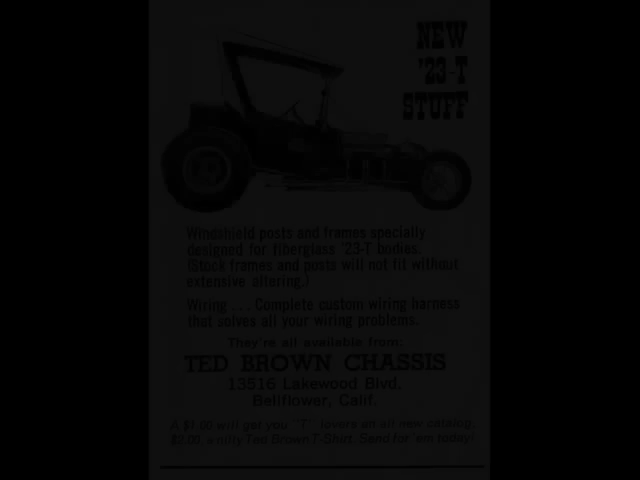 NEW
'23-T
STUFF
Windshield posts and frames specially
designed for fiberglass '23-T bodies.
(Stock frames and posts will not fit without
extensive altering.)
Wiring ... Complete custom wiring harness
that solves all your wiring problems.
They're all available from:
TED BROWN CHASSIS
13516 Lakewood Blvd.
Bellflower, Calif.
A $1.00 will get you "T" lovers an all new catalog.
$2.00, a nifty Ted Brown T-Shirt. Send for 'em today!